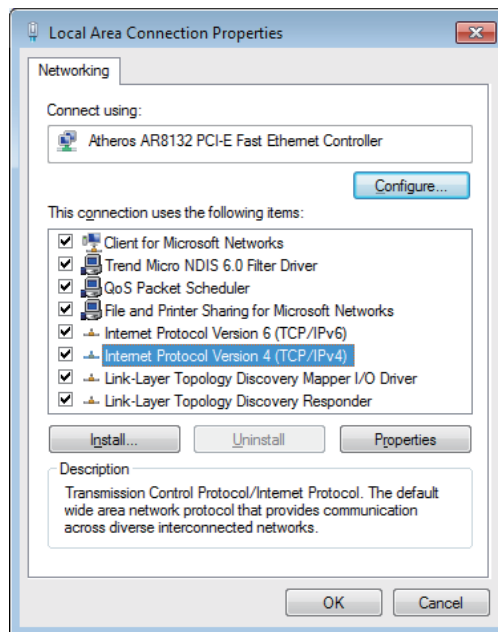 Local Area Connection Properties
Networking
Connect using:
Atheros AR8132 PCI-E Fast Ethernet Controller
Configure...
This connection uses the following items:
Client for Microsoft Networks
Trend Micro NDIS 6.0 Filter Driver
QoS Packet Scheduler
File and Printer Sharing for Microsoft Networks
Internet Protocol Version 6 (TCP/IPv6)
Internet Protocol Version 4 (TCP/IPv4)
Link-Layer Topology Discovery Mapper I/O Driver
Link-Layer Topology Discovery Responder
Install... Uninstall Properties
Description
Transmission Control Protocol/Internet Protocol. The default
wide area network protocol that provides communication
across diverse interconnected networks.
OK Cancel